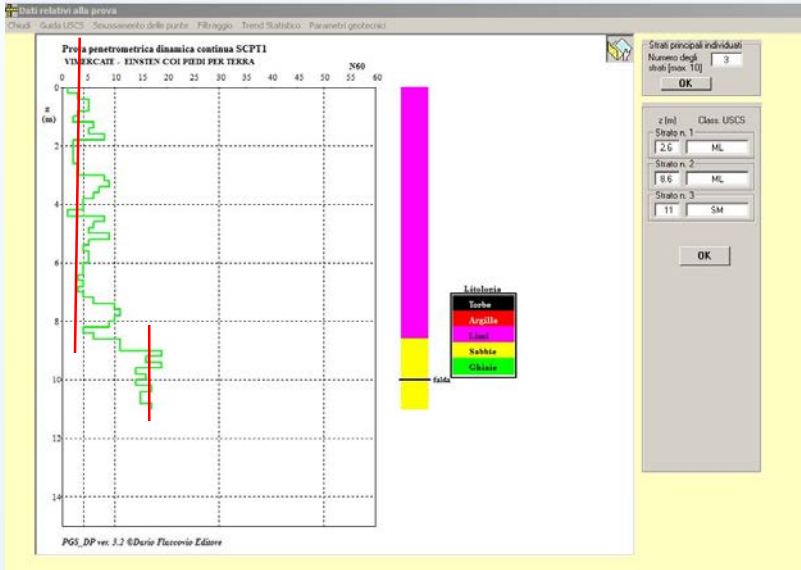 Dati relativi alla prova
Chiudi Guida USCS Smussamento delle punte Filtraggio Trend Statistico Parametri geotecnici
Prova penetrometrica dinamica continua SCPT1
VIMERCATE - EINSTEN COI PIEDI PER TERRA
N60
0 5 10 15 20 25 30 35 40 45 50 55 60
z
(m)
0
2
4
6
8
10
12
14
falda
Litologia
Torbe
Argille
Limi
Sabbie
Ghiaie
PGS_DP ver. 3.2 ©Dario Flaccovio Editore
Strati principali individuati
Numero degli
strati [max. 10]
3
OK
z (m) Class. USCS
Strato n. 1
2.6 ML
Strato n. 2
8.6 ML
Strato n. 3
11 SM
OK